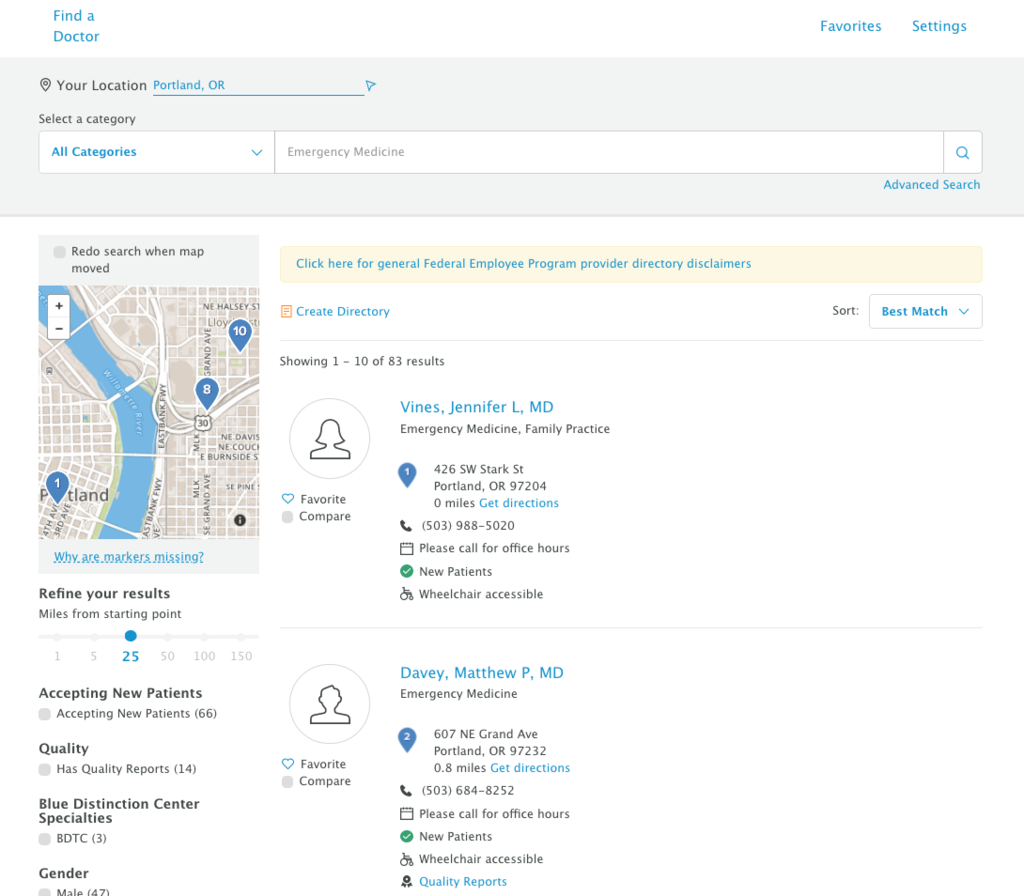 Find a
Doctor
Favorites
Settings
Your Location Portland, OR
Select a category
All Categories
Emergency Medicine
Advanced Search
Redo search when map
moved
+
−
NE HALSEY ST
10
GRAND AVE
8
30
Willamette River
EASTBANK FWY
MLK
NE DAVIS
NE COUCH
E BURNSIDE S
1
SE PINE S
MLK
SE GRAND AVE
4TH AVE
3RD AVE
EASTBANK FWY
Why are markers missing?
Refine your results
Miles from starting point
1 5 25 50 100 150
Accepting New Patients
Accepting New Patients (66)
Quality
Has Quality Reports (14)
Blue Distinction Center
Specialties
BDTC (3)
Gender
Male (47)
Click here for general Federal Employee Program provider directory disclaimers
Create Directory
Sort: Best Match
Showing 1 - 10 of 83 results
Vines, Jennifer L, MD
Emergency Medicine, Family Practice
1
426 SW Stark St
Portland, OR 97204
0 miles Get directions
(503) 988-5020
Please call for office hours
New Patients
Wheelchair accessible
Favorite
Compare
Davey, Matthew P, MD
Emergency Medicine
2
607 NE Grand Ave
Portland, OR 97232
0.8 miles Get directions
(503) 684-8252
Please call for office hours
New Patients
Wheelchair accessible
Quality Reports
Favorite
Compare